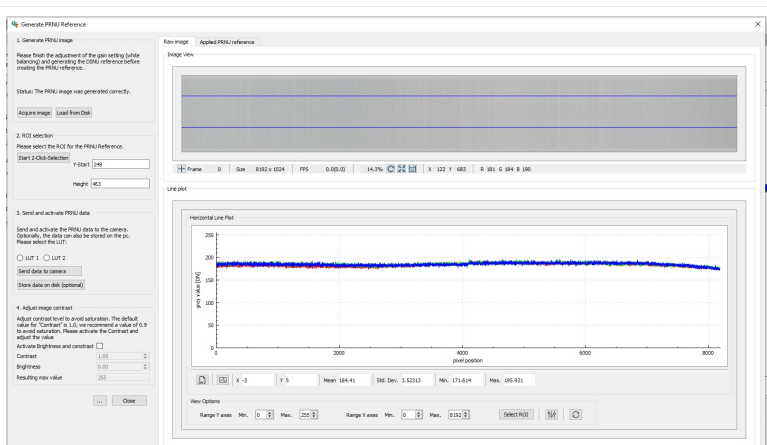 Generate PRNU Reference
1. Generate PRNU image
Please finish the adjustment of the gain setting (white
balancing) and generating the DSNU reference before
creating the PRNU reference.
Status: The PRNU image was generated correctly.
Acquire image Load from Disk
2. ROI selection
Please select the ROI for the PRNU Reference.
Start 2-Click-Selection
Y-Start 248
Height 463
3. Send and activate PRNU data
Send and activate the PRNU data to the camera.
Optionally, the data can also be stored on the pc.
Please select the LUT:
LUT 1 LUT 2
Send data to camera
Store data on disk (optional)
4. Adjust image contrast
Adjust contrast level to avoid saturation. The default
value for "Contrast" is 1.0, we recommend a value of 0.9
to avoid saturation. Please activate the Contrast and
adjust the value
Activate Brightness and constrast
Contrast 1.00
Brightness 0.00
Resulting max value 255
... Close
Raw image Applied PRNU reference
Image view
Frame 0 Size 8192 x 1024 FPS 0.0(0.0) 14.3% X 122 Y 683 R 181 G 184 B 190
Line plot
Horizontal Line Plot
250
200
150
100
50
0
grey value [DN]
0 2000 4000 6000 8000
pixel position
X -3 Y 5 Mean 184.41 Std. Dev. 3.52313 Min. 171.614 Max. 195.931
View Options
Range Y axes Min. 0 Max. 255 Range X axes Min. 0 Max. 8192 Select ROI